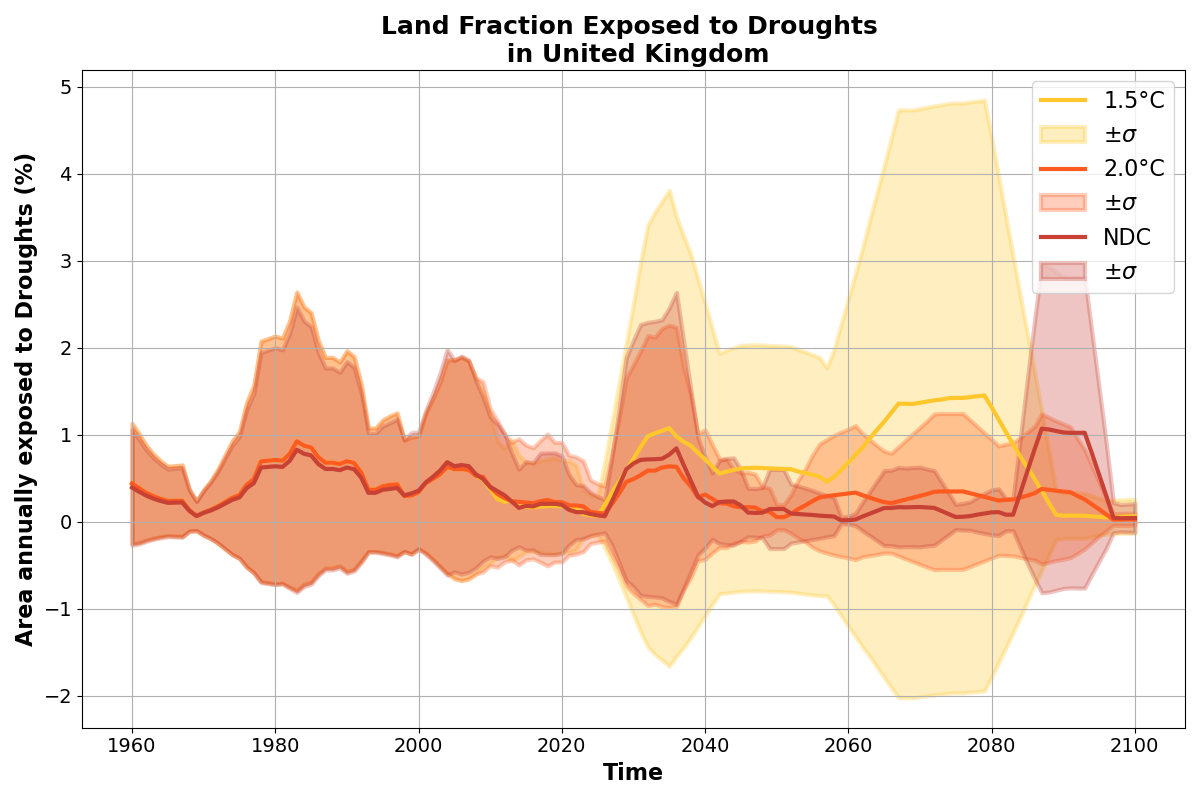 Land Fraction Exposed to Droughts
in United Kingdom
Area annually exposed to Droughts (%)
5
4
3
2
1
0
−1
−2
1960
1980
2000
2020
2040
2060
2080
2100
Time
1.5°C
±σ
2.0°C
±σ
NDC
±σ